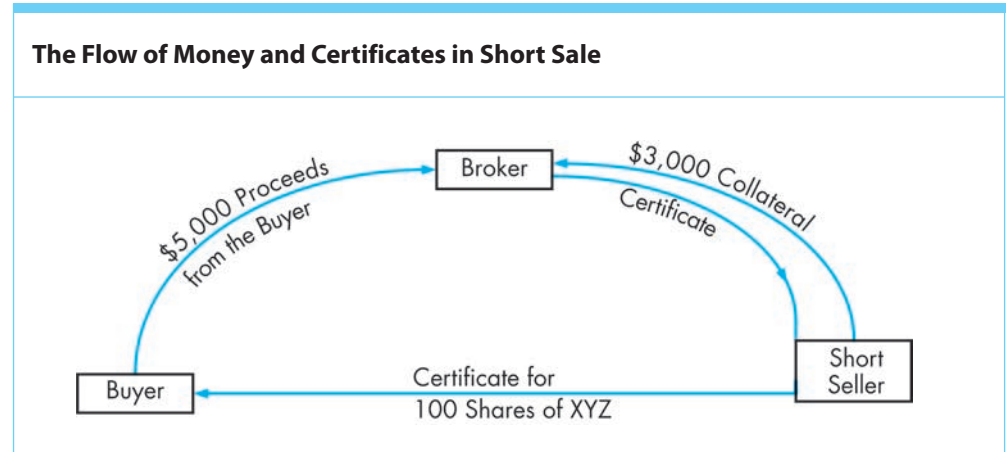 The Flow of Money and Certificates in Short Sale
$5,000 Proceeds
from the Buyer
Broker
$3,000 Collateral
Certificate
Buyer
Certificate for
100 Shares of XYZ
Short
Seller